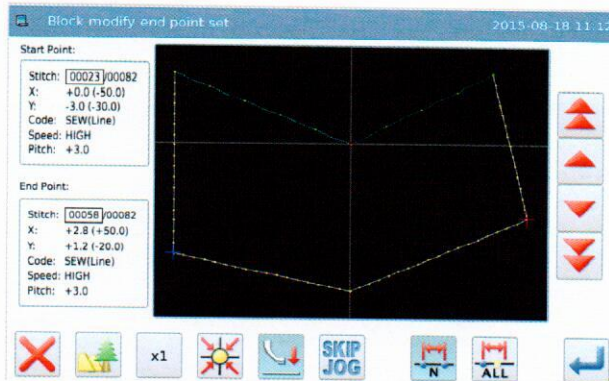 Block modify end point set
2015-08-18 11:12
Start Point:
Stitch: 00023/00082
X: +0.0 (-50.0)
Y: -3.0 (-30.0)
Code: SEW(Line)
Speed: HIGH
Pitch: +3.0
End Point:
Stitch: 00058/00082
X: +2.8 (+50.0)
Y: +1.2 (-20.0)
Code: SEW(Line)
Speed: HIGH
Pitch: +3.0
x1
SKIP
JOG
N
ALL